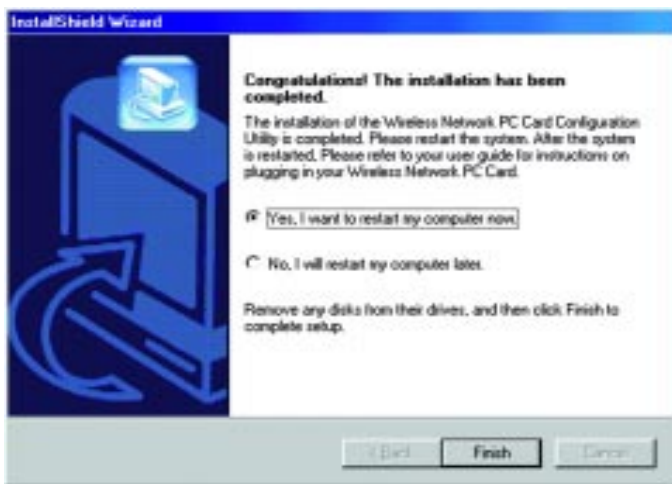 InstallShield Wizard
Congratulations! The installation has been
completed.
The installation of the Wireless Network PC Card Configuration
Utility is completed. Please restart the system. After the system
is restarted, Please refer to your user guide for instructions on
plugging in your Wireless Network PC Card.
Yes, I want to restart my computer now.
No, I will restart my computer later.
Remove any disks from their drives, and then click Finish to
complete setup.
< Back Finish Cancel